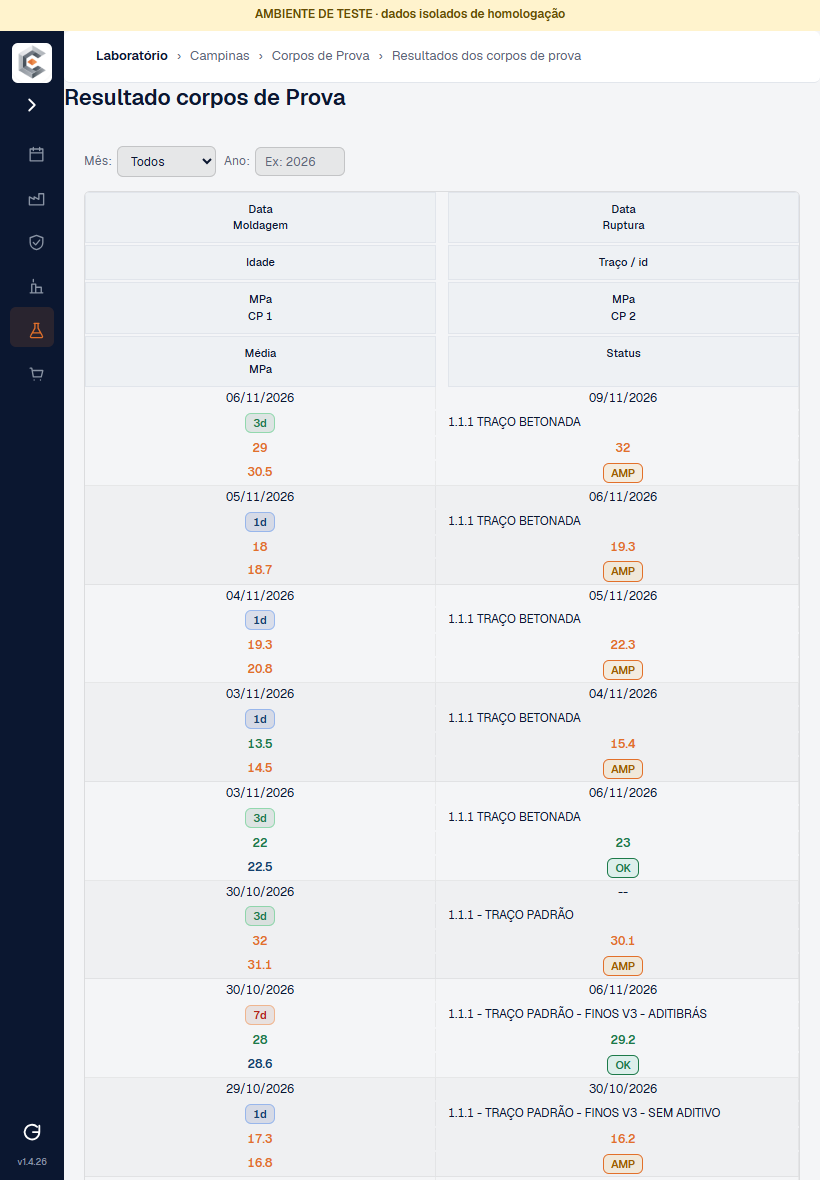 AMBIENTE DE TESTE · dados isolados de homologação
Laboratório › Campinas › Corpos de Prova › Resultados dos corpos de prova
Resultado corpos de Prova
Mês: Todos Ano: Ex: 2026
Data Moldagem
Data Ruptura
Idade
Traço / id
MPa CP 1
MPa CP 2
Média MPa
Status
06/11/2026 09/11/2026
3d 1.1.1 TRAÇO BETONADA
29 32
30.5 AMP
05/11/2026 06/11/2026
1d 1.1.1 TRAÇO BETONADA
18 19.3
18.7 AMP
04/11/2026 05/11/2026
1d 1.1.1 TRAÇO BETONADA
19.3 22.3
20.8 AMP
03/11/2026 04/11/2026
1d 1.1.1 TRAÇO BETONADA
13.5 15.4
14.5 AMP
03/11/2026 06/11/2026
3d 1.1.1 TRAÇO BETONADA
22 23
22.5 OK
30/10/2026 --
3d 1.1.1 - TRAÇO PADRÃO
32 30.1
31.1 AMP
30/10/2026 06/11/2026
7d 1.1.1 - TRAÇO PADRÃO - FINOS V3 - ADITIBRÁS
28 29.2
28.6 OK
29/10/2026 30/10/2026
1d 1.1.1 - TRAÇO PADRÃO - FINOS V3 - SEM ADITIVO
17.3 16.2
16.8 AMP
v1.4.26